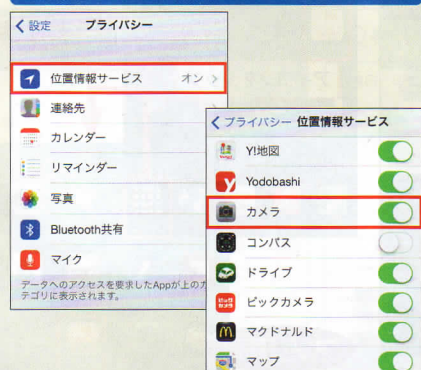 設定 プライバシー
位置情報サービス オン
連絡先
カレンダー
リマインダー
写真
Bluetooth共有
マイク
データへのアクセスを要求したAppが上のカ
テゴリに表示されます。
プライバシー 位置情報サービス
Y!地図
Yodobashi
カメラ
コンパス
ドライブ
ビックカメラ
マクドナルド
マップ